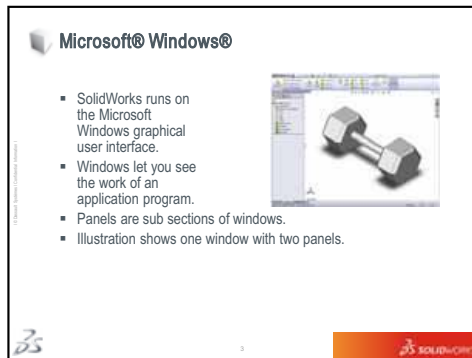 Microsoft® Windows®
▪ SolidWorks runs on
the Microsoft
Windows graphical
user interface.
▪ Windows let you see
the work of an
application program.
▪ Panels are sub sections of windows.
▪ Illustration shows one window with two panels.
3
SOLIDWORKS